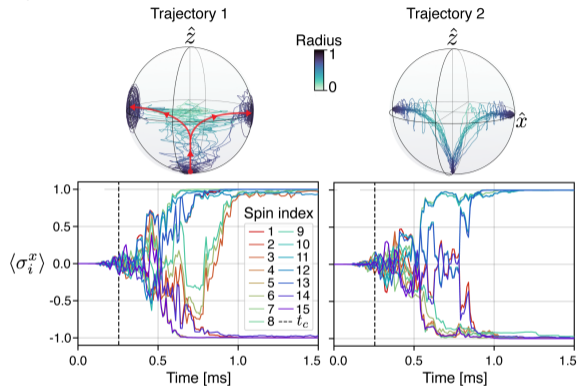 Trajectory 1
Trajectory 2
ẑ
Radius
1
0
ẑ
x̂
⟨σᵢˣ⟩
1.0
0.5
0.0
-0.5
-1.0
Spin index
1 9
2 10
3 11
4 12
5 13
6 14
7 15
8 t_c
0.0 0.5 1.0 1.5
Time [ms]
0.0 0.5 1.0 1.5
Time [ms]